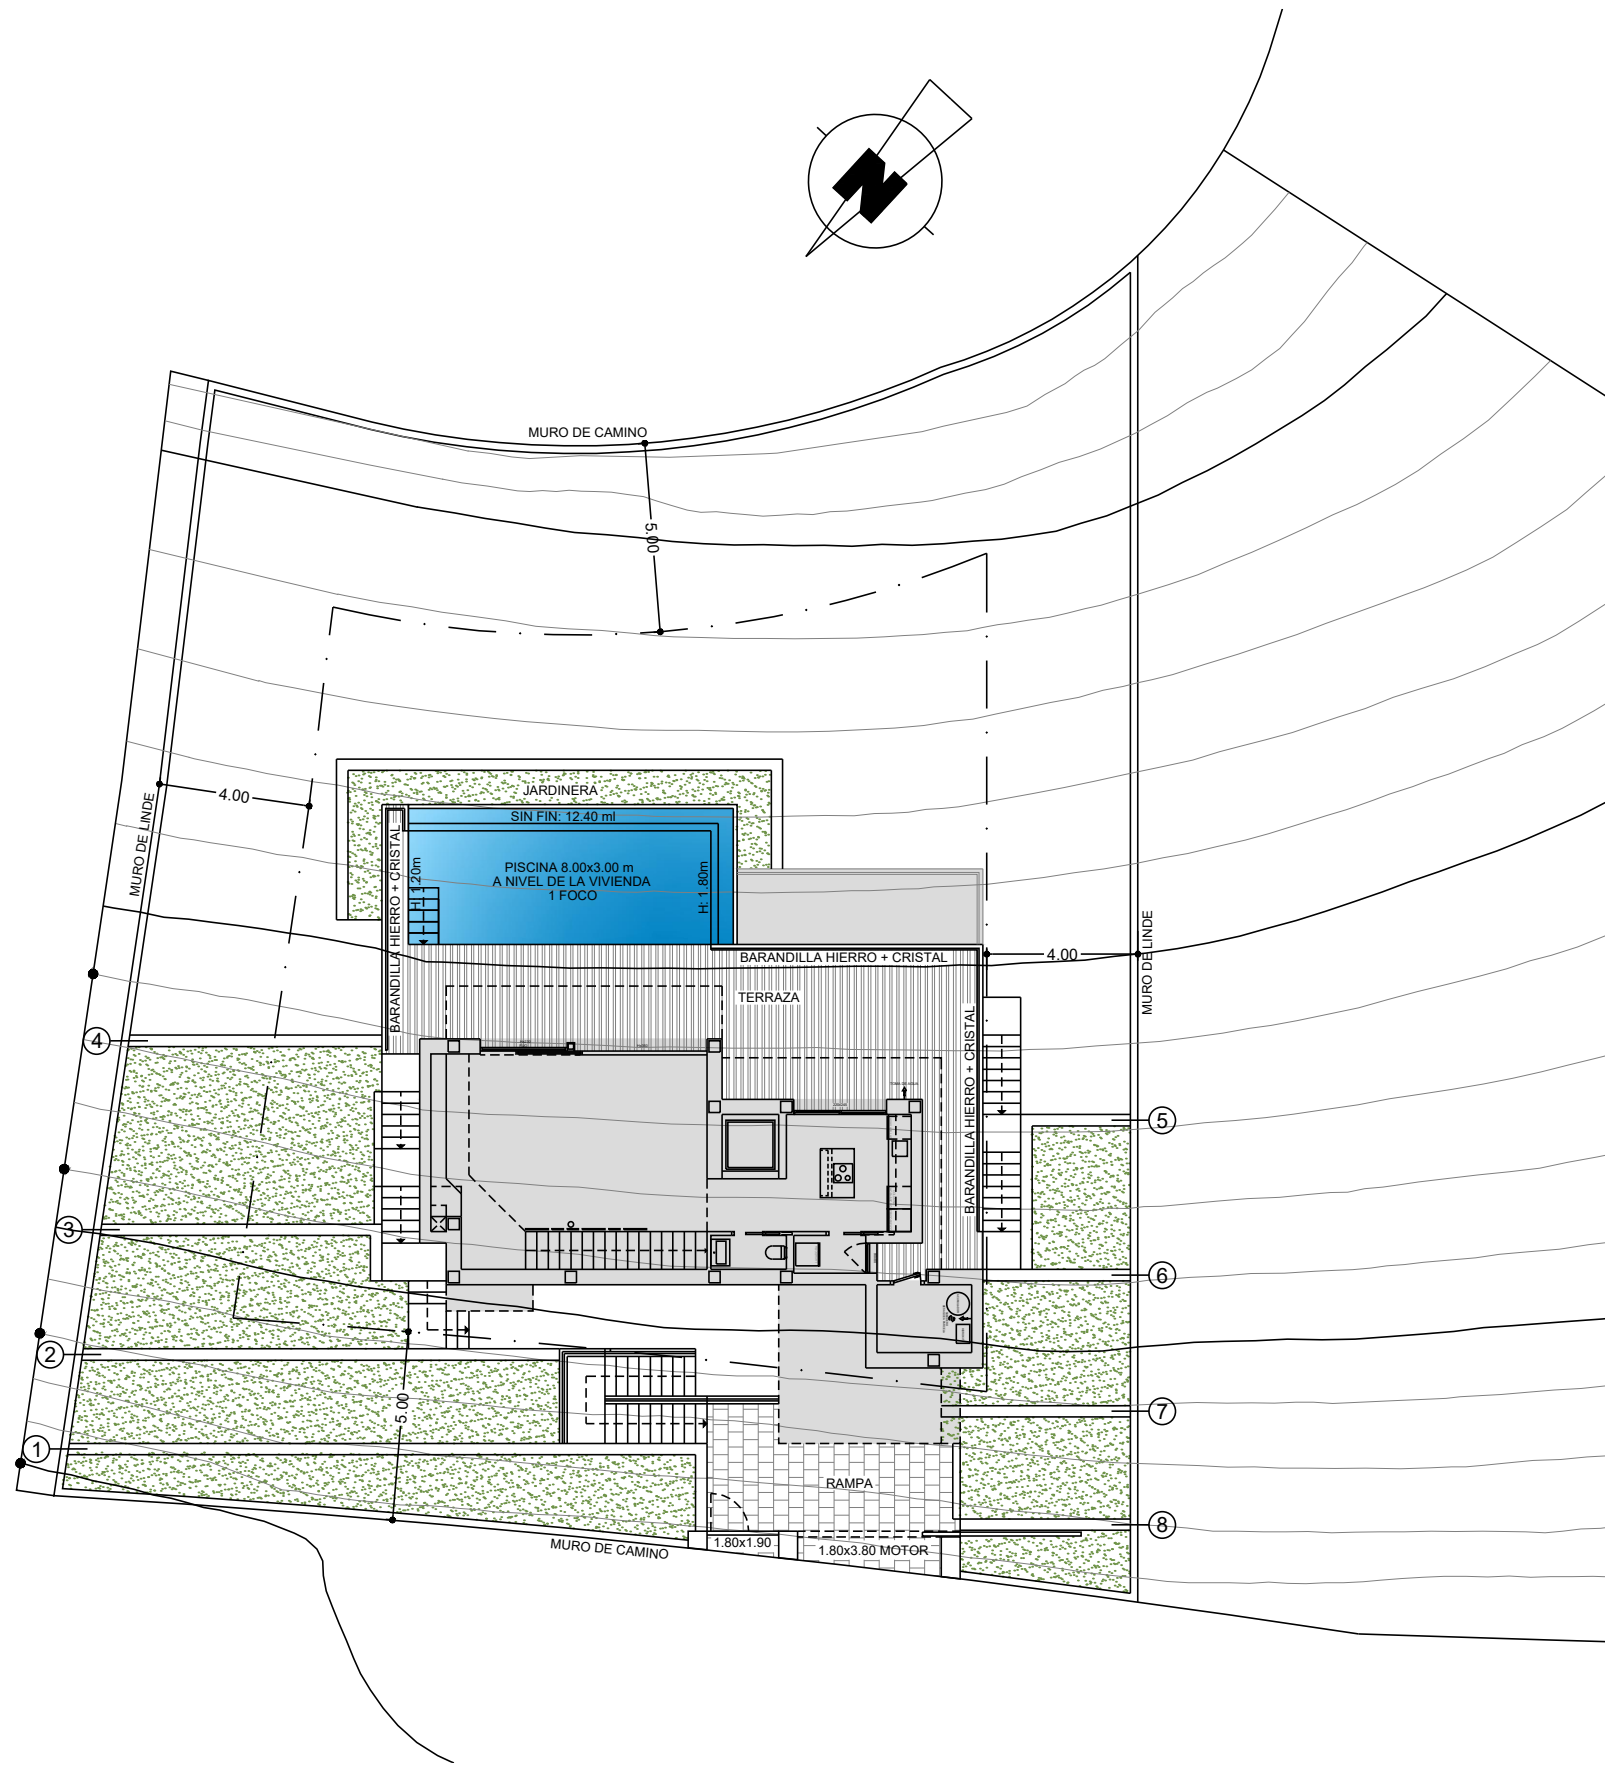 N
MURO DE CAMINO
5.00
4.00
MURO DE LINDE
JARDINERA
SIN FIN: 12.40 ml
PISCINA 8.00x3.00 m
A NIVEL DE LA VIVIENDA
1 FOCO
H: 1.20m
H: 1.80m
BARANDILLA HIERRO + CRISTAL
BARANDILLA HIERRO + CRISTAL
TERRAZA
4.00
MURO DE LINDE
BARANDILLA HIERRO + CRISTAL
4
3
2
1
5
6
7
8
5.00
RAMPA
1.80x1.90
1.80x3.80 MOTOR
MURO DE CAMINO